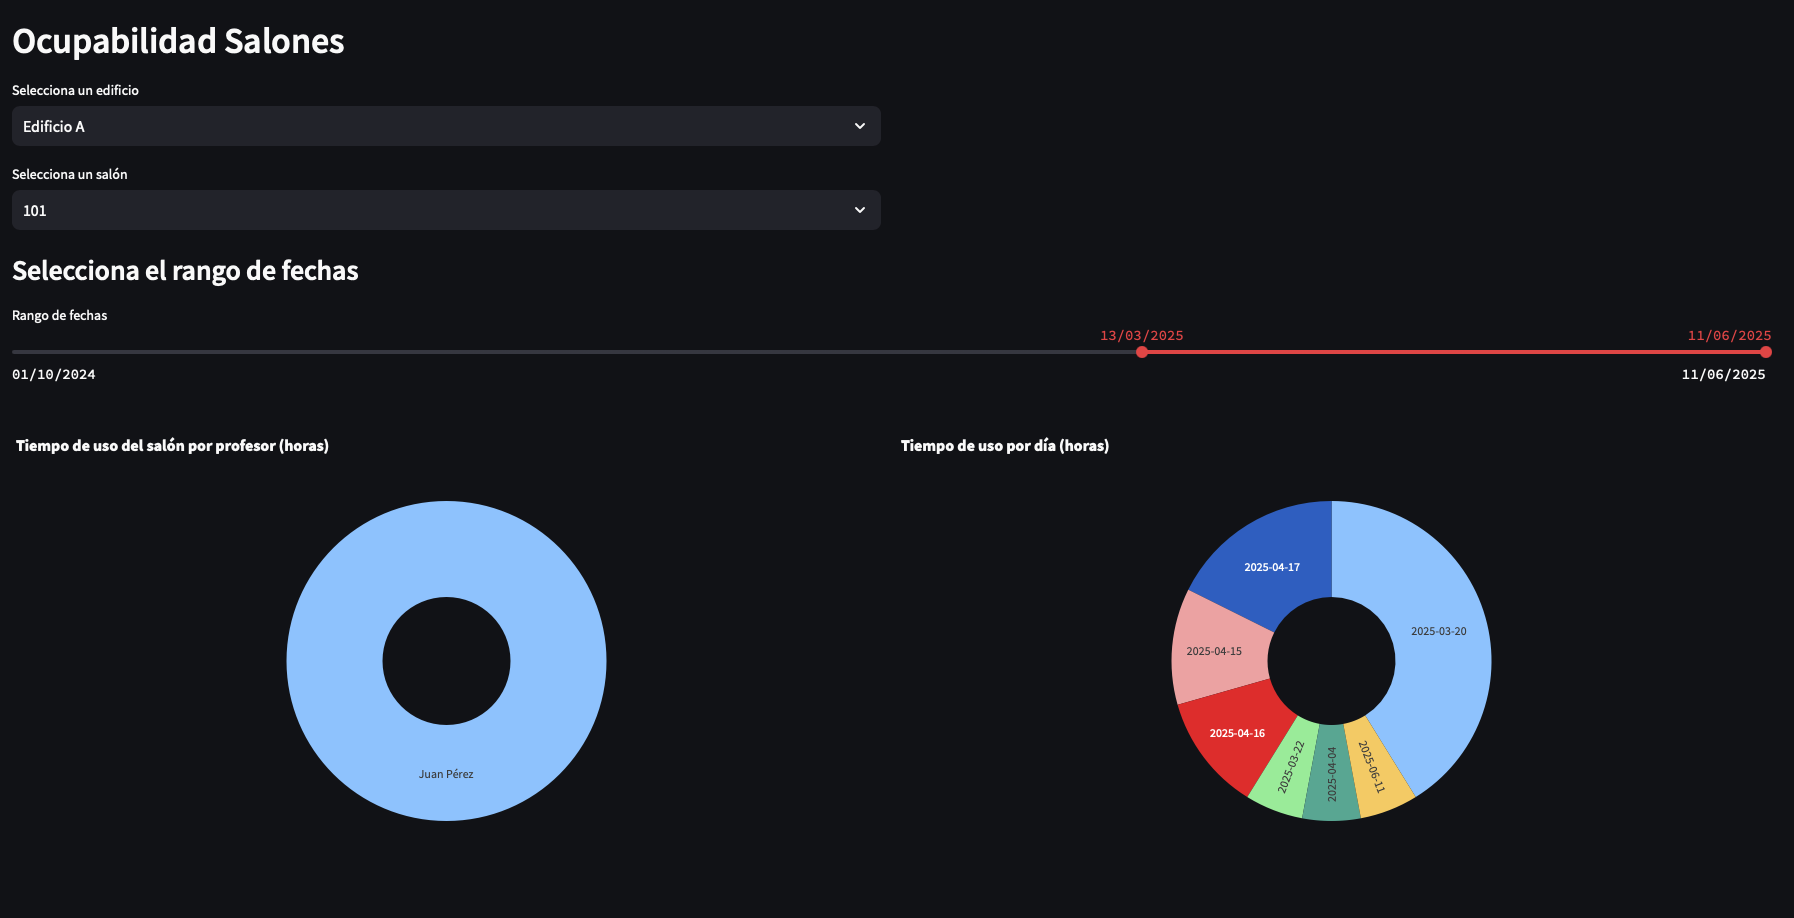 Ocupabilidad Salones
Selecciona un edificio
Edificio A
Selecciona un salón
101
Selecciona el rango de fechas
Rango de fechas
13/03/2025
11/06/2025
01/10/2024
11/06/2025
Tiempo de uso del salón por profesor (horas)
Juan Pérez
Tiempo de uso por día (horas)
2025-04-17
2025-03-20
2025-04-15
2025-04-16
2025-03-22
2025-04-04
2025-06-11